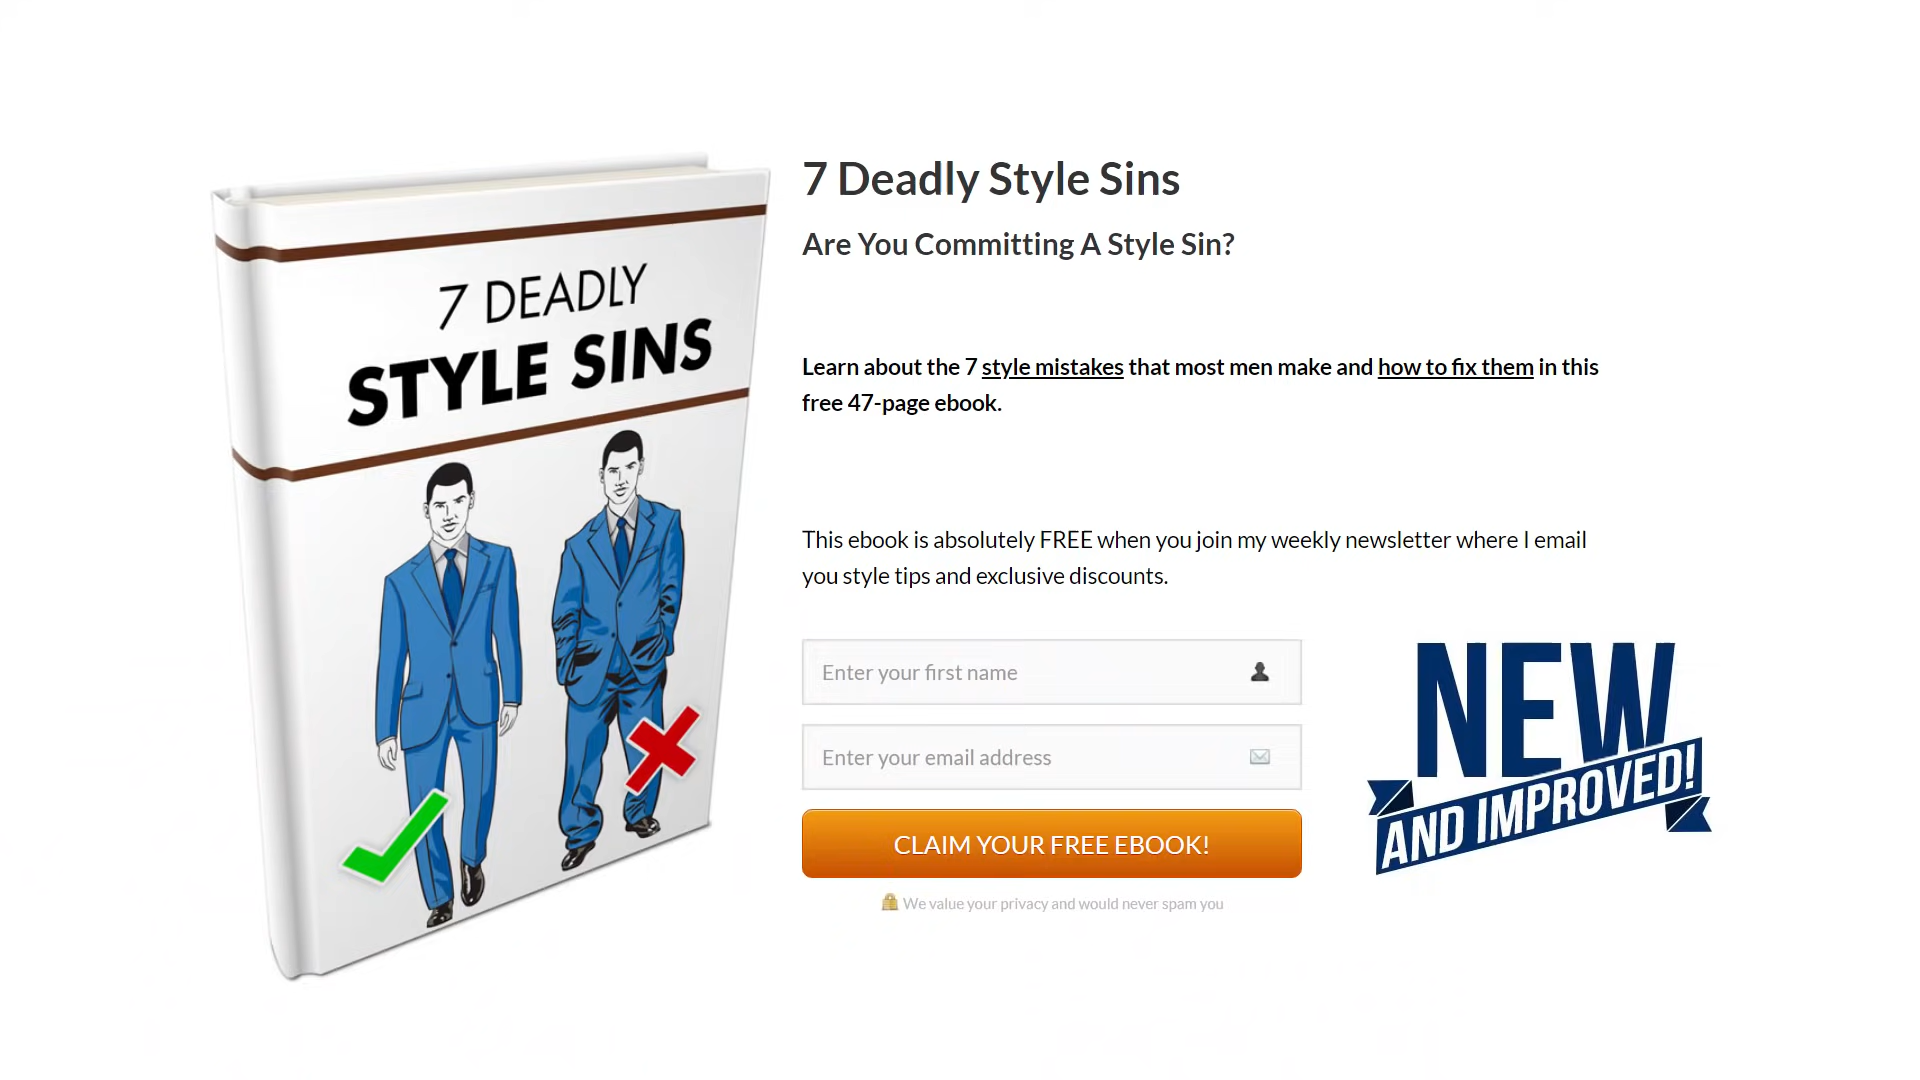 7 DEADLY
STYLE SINS
7 Deadly Style Sins
Are You Committing A Style Sin?
Learn about the 7 style mistakes that most men make and how to fix them in this
free 47-page ebook.
This ebook is absolutely FREE when you join my weekly newsletter where I email
you style tips and exclusive discounts.
Enter your first name
Enter your email address
CLAIM YOUR FREE EBOOK!
We value your privacy and would never spam you
NEW
AND IMPROVED!